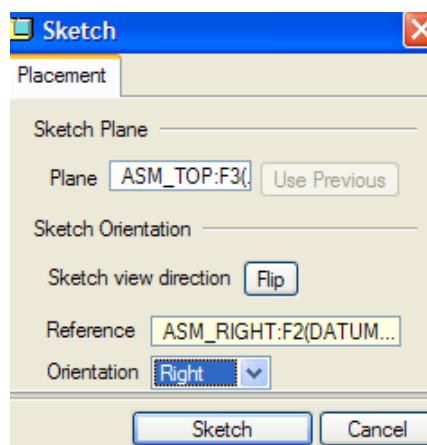 Sketch
Placement
Sketch Plane
Plane ASM_TOP:F3(. Use Previous
Sketch Orientation
Sketch view direction Flip
Reference ASM_RIGHT:F2(DATUM...
Orientation Right
Sketch Cancel